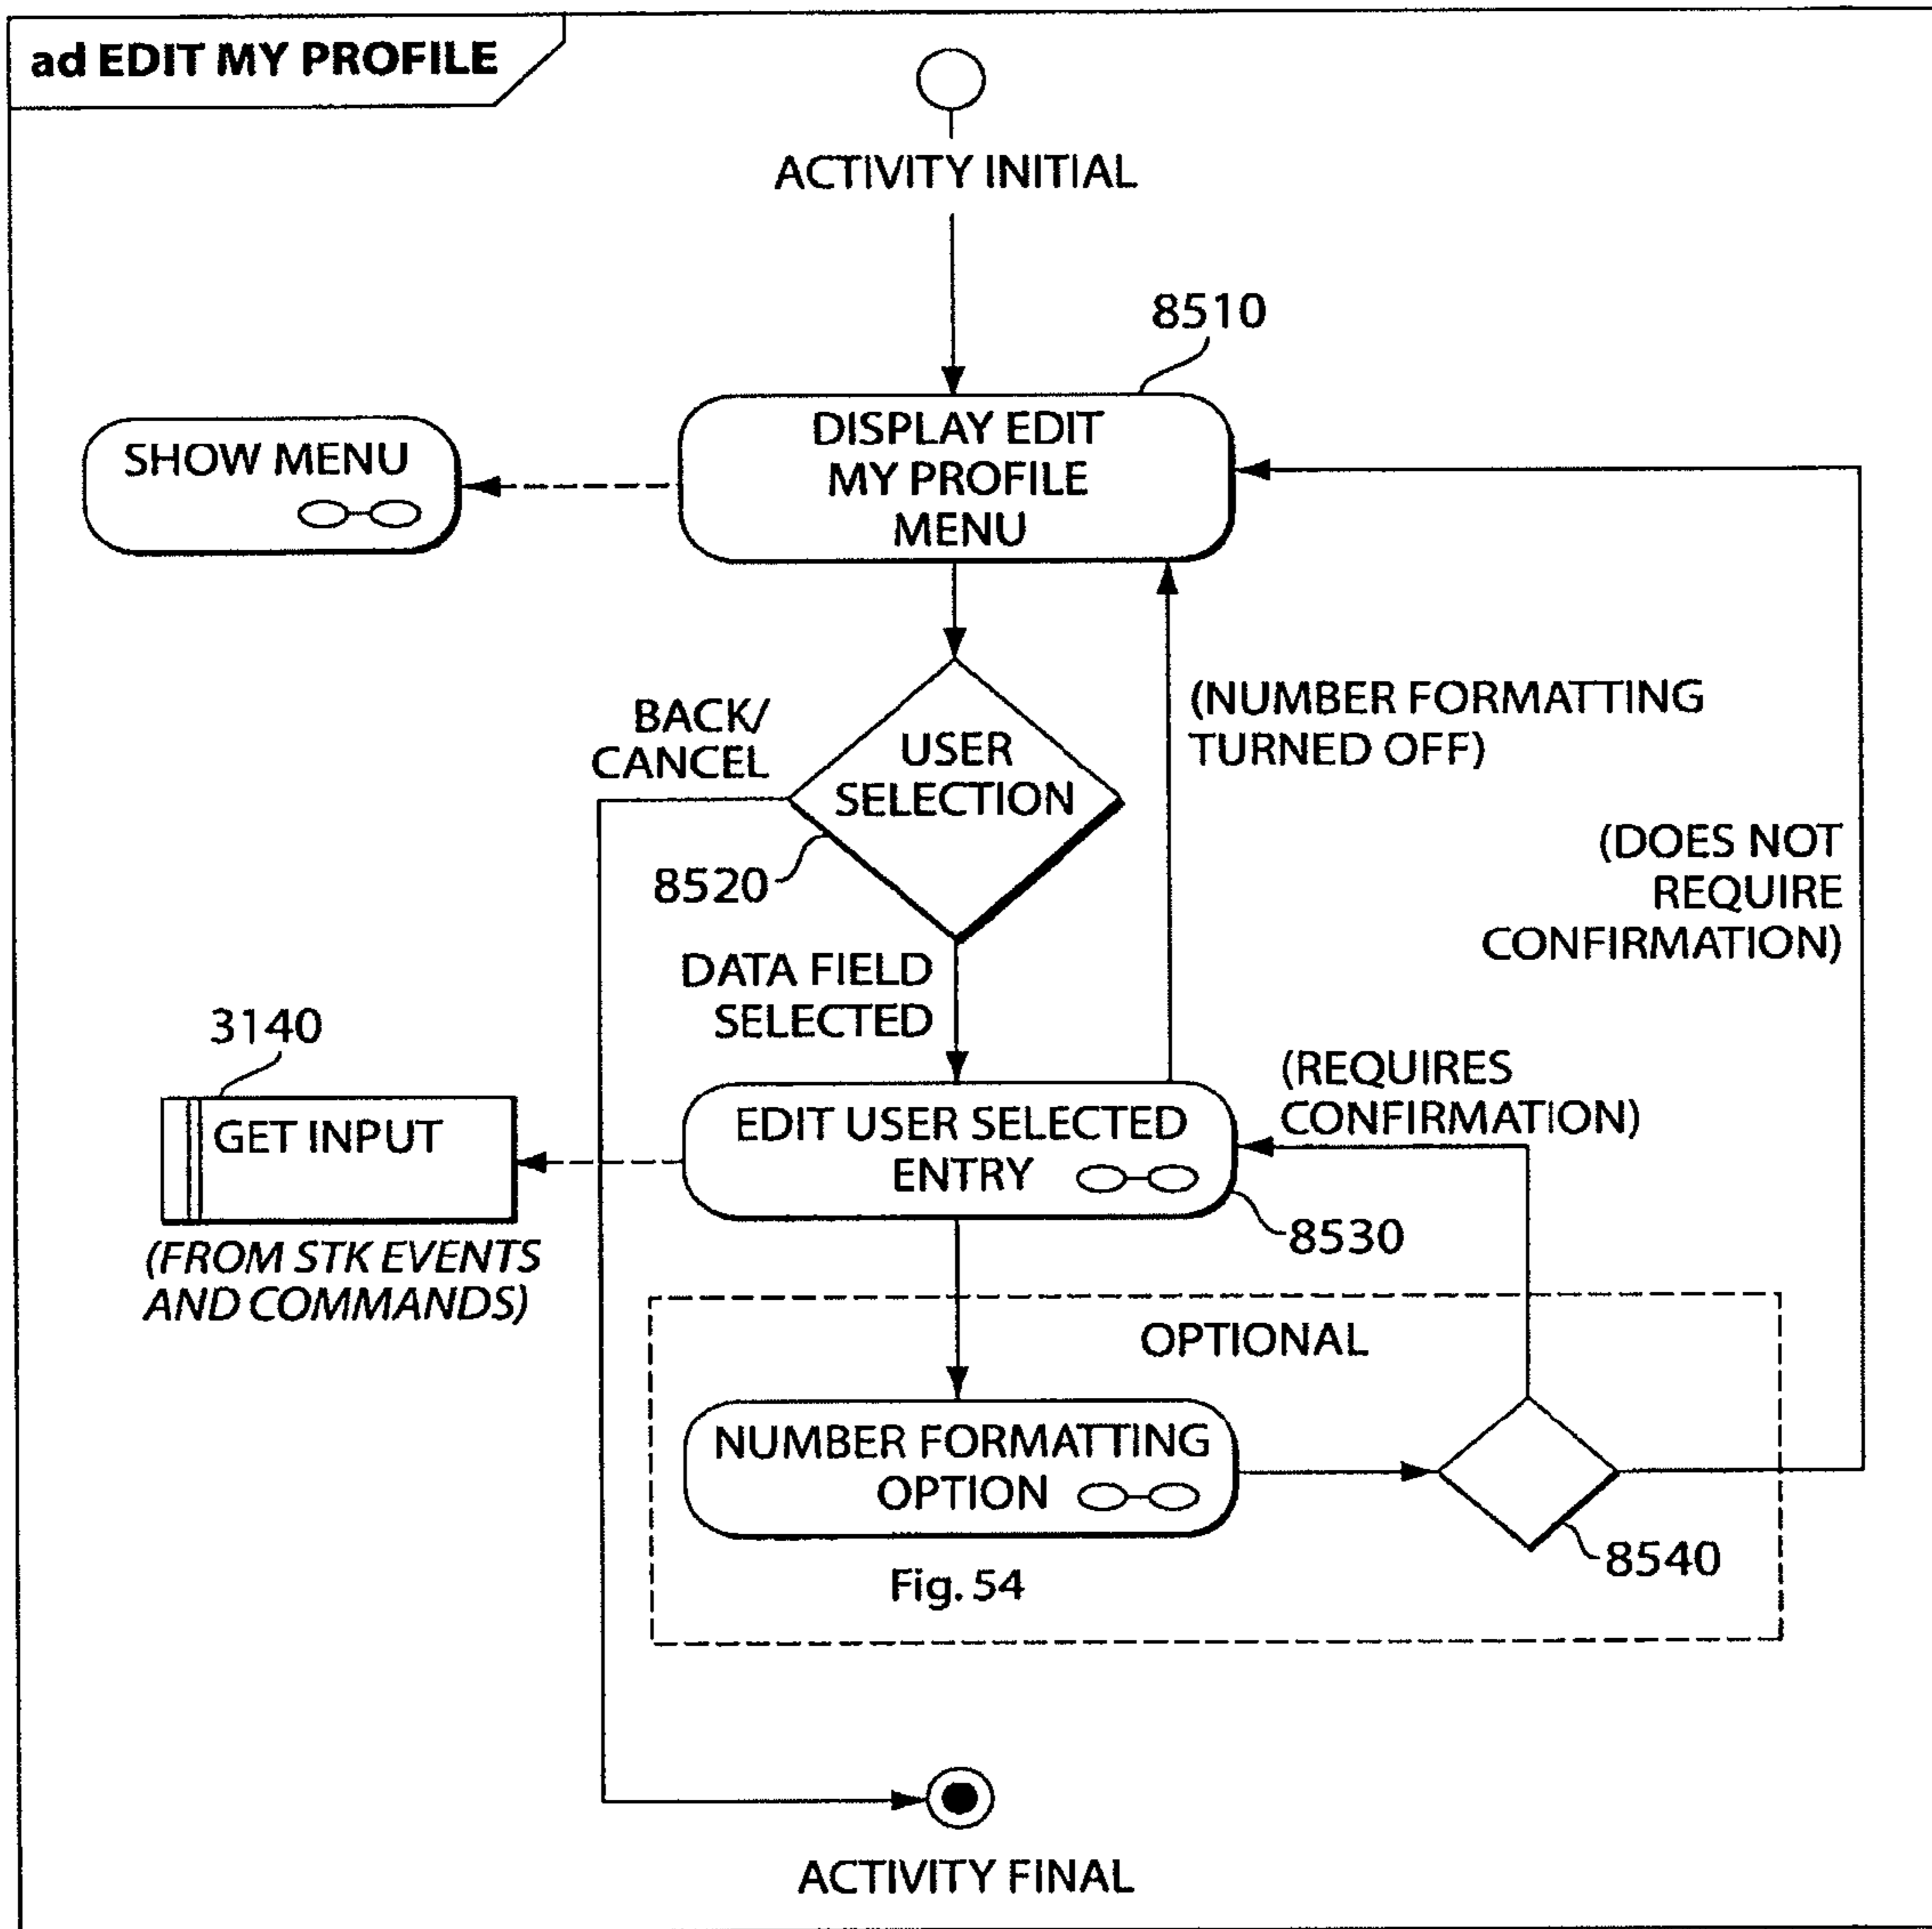 ad EDIT MY PROFILE
ACTIVITY INITIAL
8510
DISPLAY EDIT
MY PROFILE
MENU
SHOW MENU
BACK/
CANCEL
USER
SELECTION
8520
(NUMBER FORMATTING
TURNED OFF)
(DOES NOT
REQUIRE
CONFIRMATION)
DATA FIELD
SELECTED
3140
GET INPUT
(FROM STK EVENTS
AND COMMANDS)
EDIT USER SELECTED
ENTRY
8530
(REQUIRES
CONFIRMATION)
OPTIONAL
NUMBER FORMATTING
OPTION
Fig. 54
8540
ACTIVITY FINAL